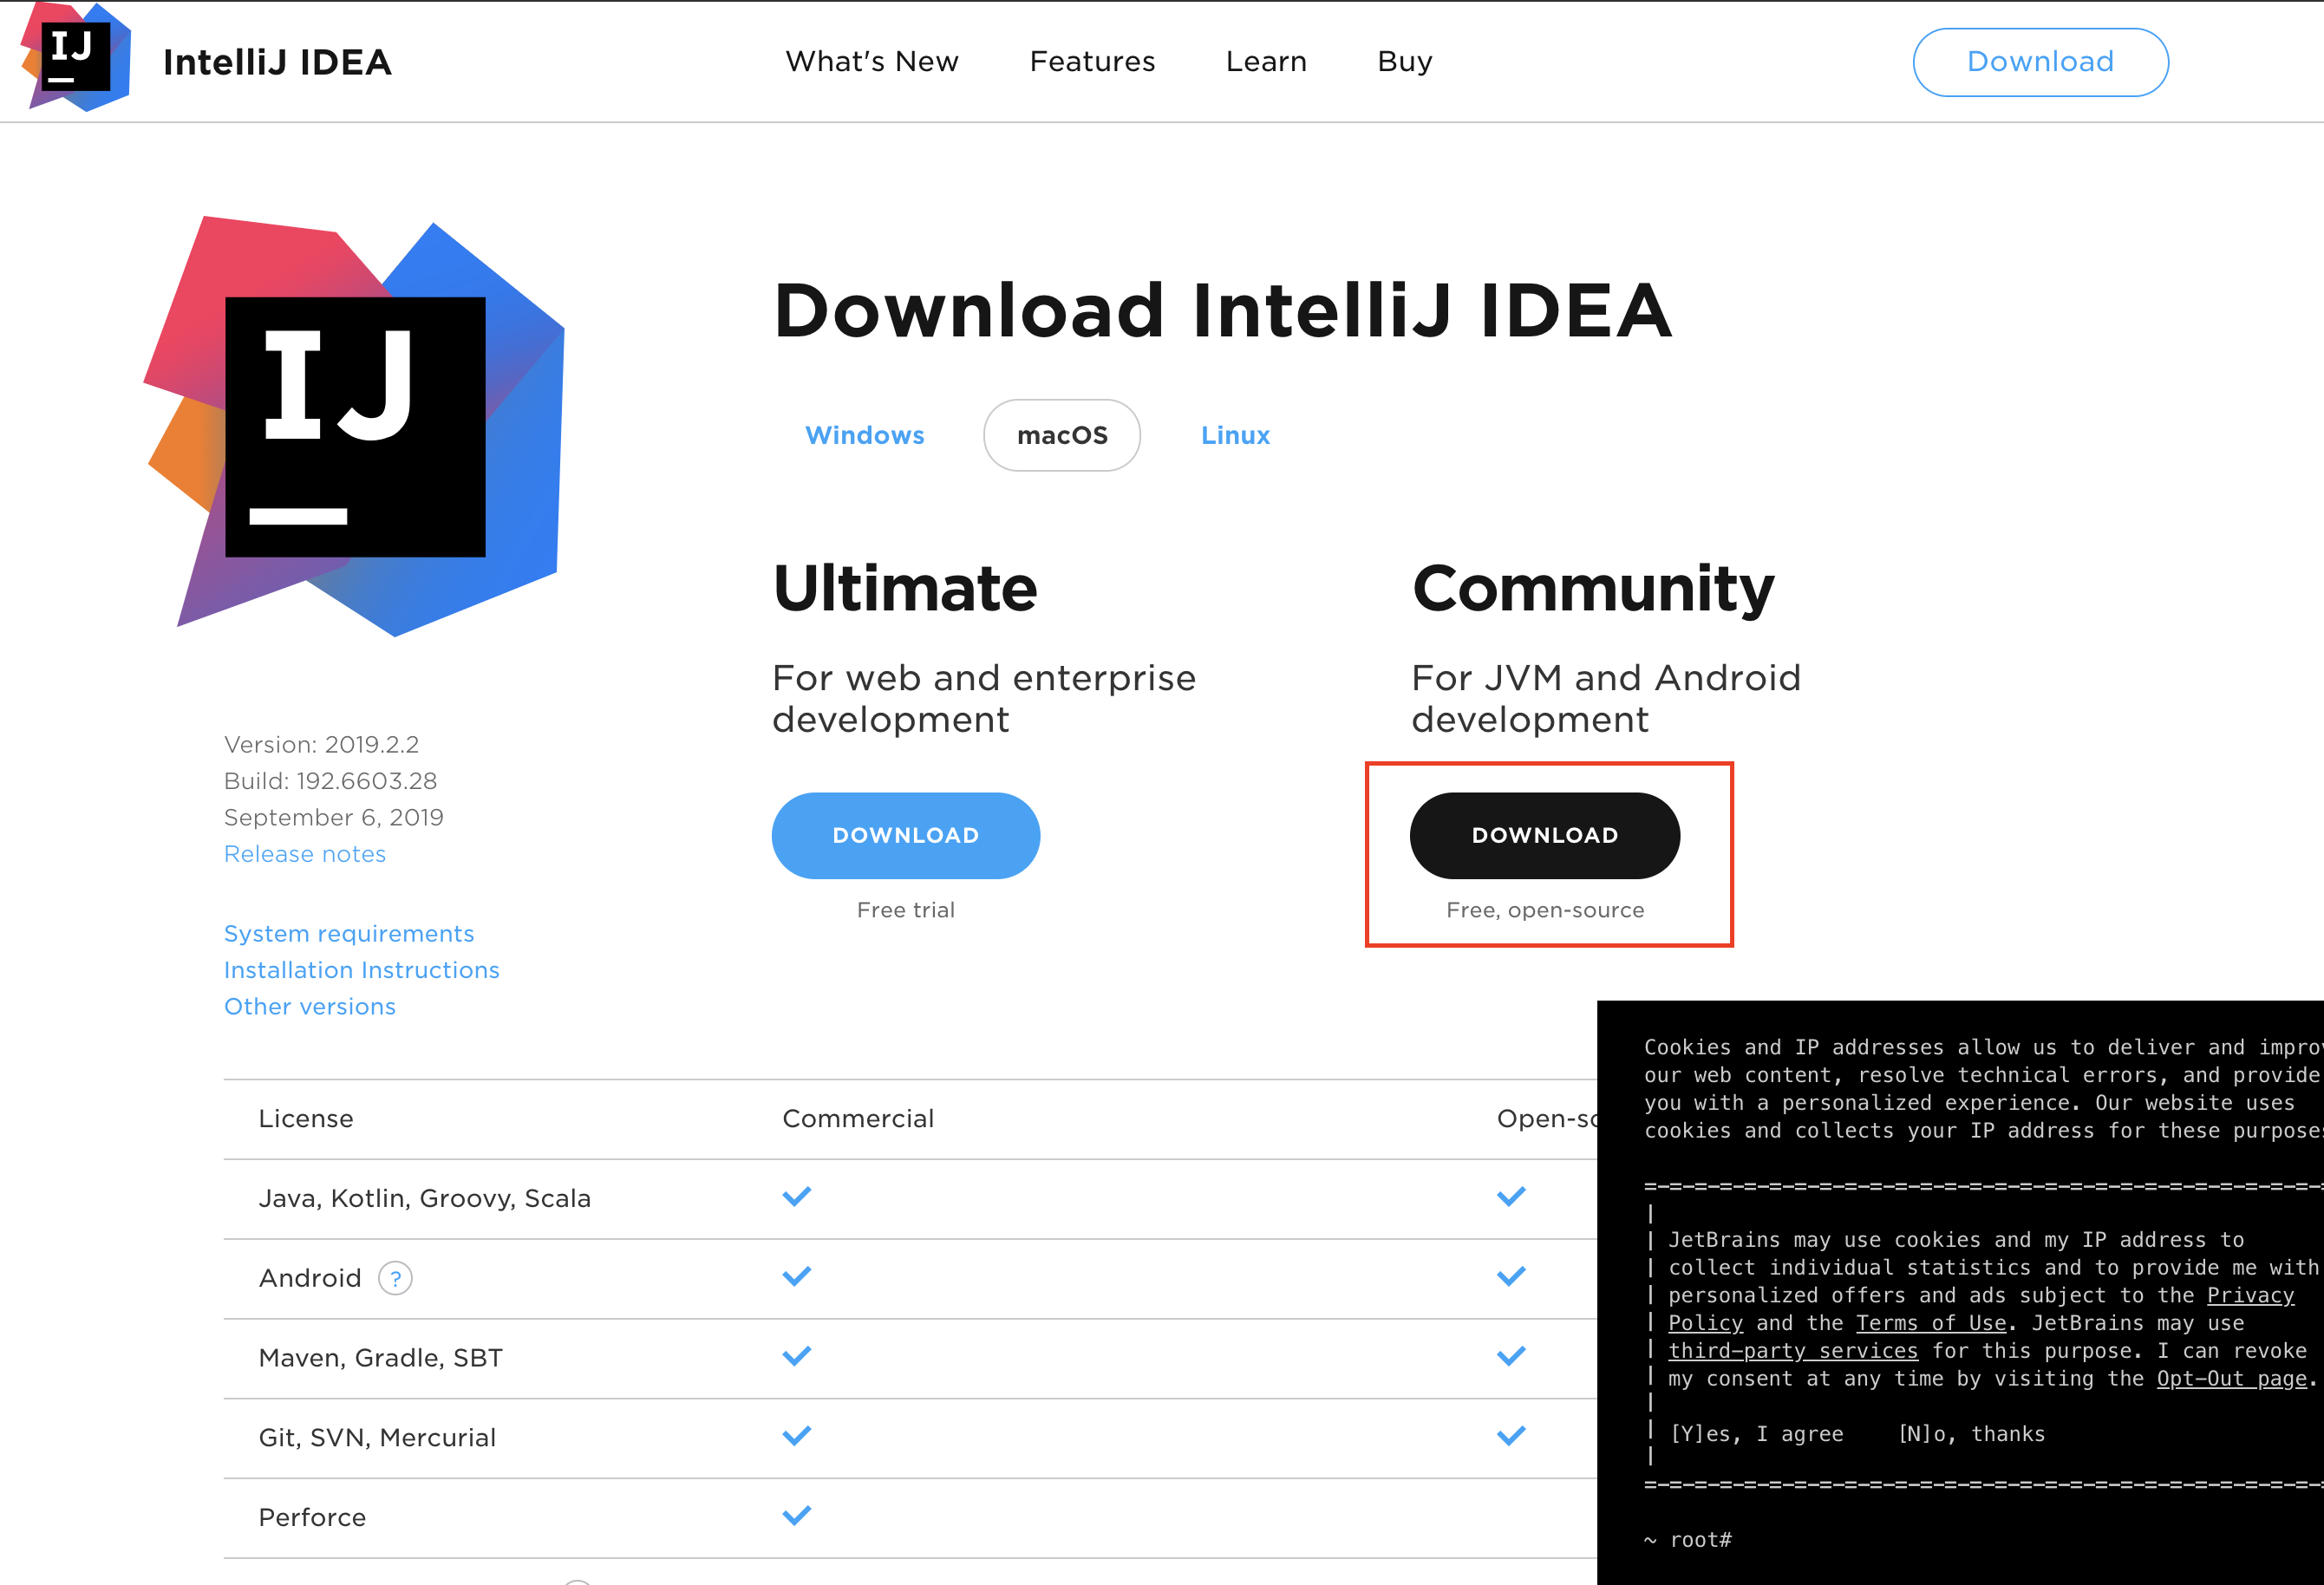 IJ
IntelliJ IDEA
What's New
Features
Learn
Buy
Download
IJ
Download IntelliJ IDEA
Windows
macOS
Linux
Ultimate
Community
For web and enterprise
development
For JVM and Android
development
Version: 2019.2.2
Build: 192.6603.28
September 6, 2019
Release notes
DOWNLOAD
Free trial
DOWNLOAD
Free, open-source
System requirements
Installation Instructions
Other versions
License
Commercial
Java, Kotlin, Groovy, Scala
Android ?
Maven, Gradle, SBT
Git, SVN, Mercurial
Perforce
Cookies and IP addresses allow us to deliver and
our web content, resolve technical errors, and provide
you with a personalized experience. Our website uses
cookies and collects your IP address for these
JetBrains may use cookies and my IP address to
collect individual statistics and to provide me with
personalized offers and ads subject to the Privacy
Policy and the Terms of Use. JetBrains may use
third-party services for this purpose. I can revoke
my consent at any time by visiting the Opt-Out page.
[Y]es, I agree [N]o, thanks
~ root#